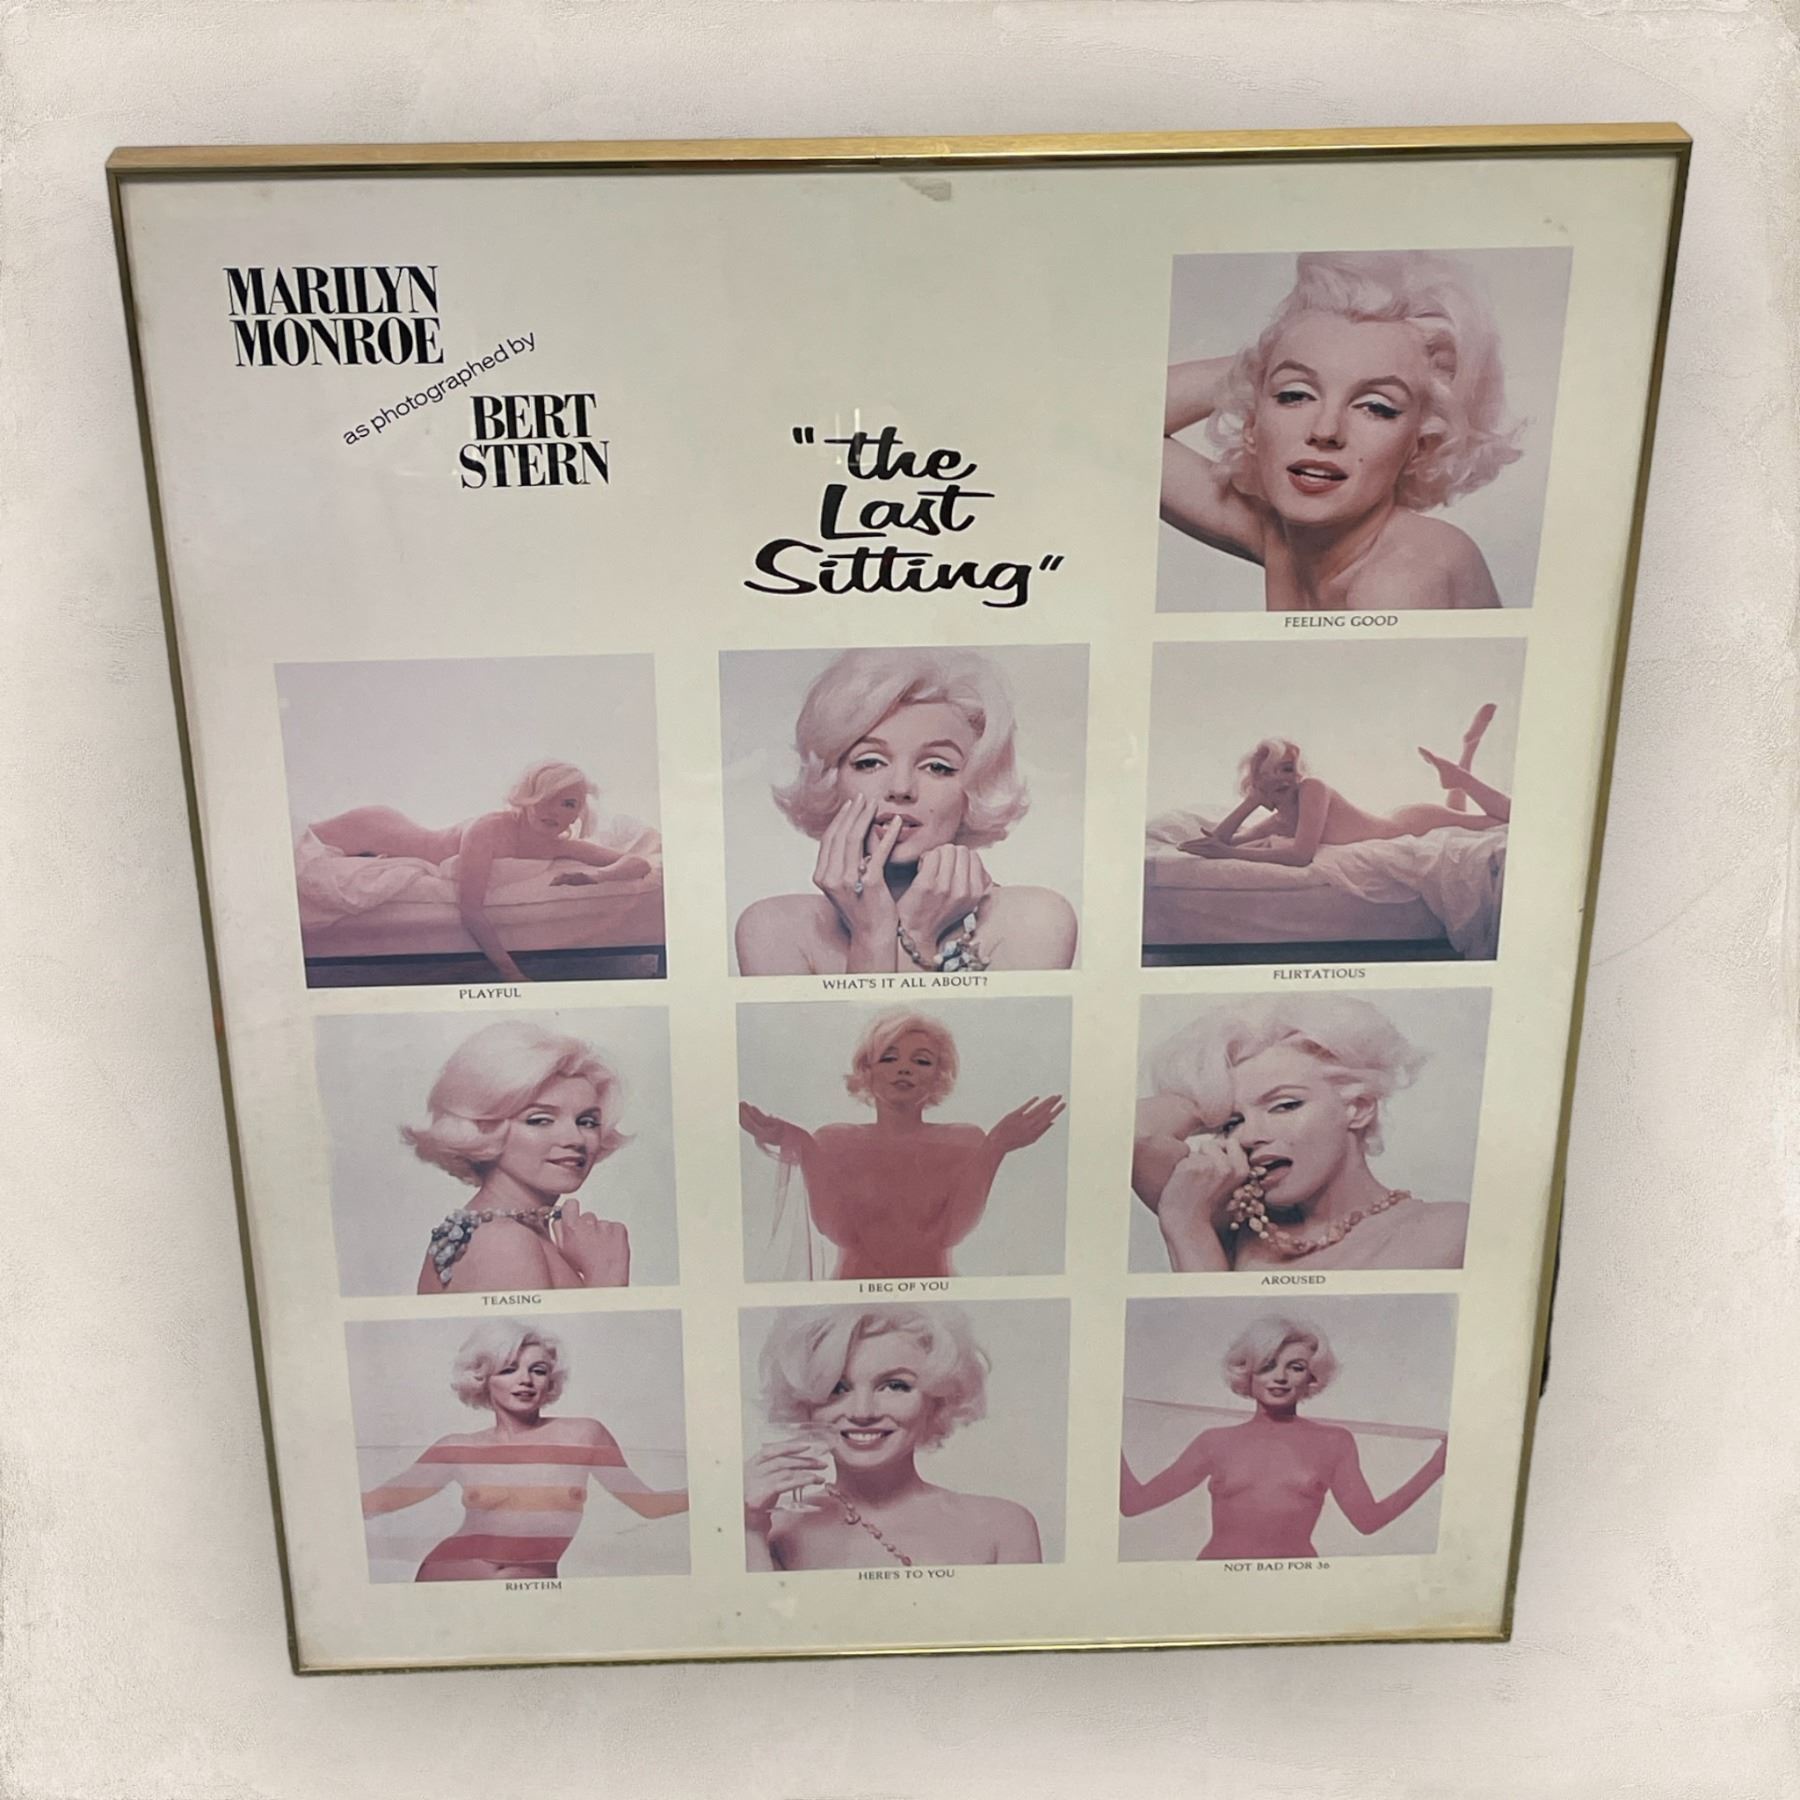 MARILYN
MONROE
as photographed by
BERT
STERN
"the
Last
Sitting"
FEELING GOOD
PLAYFUL
WHAT'S IT ALL ABOUT?
FLIRTATIOUS
TEASING
I BEG OF YOU
AROUSED
RHYTHM
HERE'S TO YOU
NOT BAD FOR 36